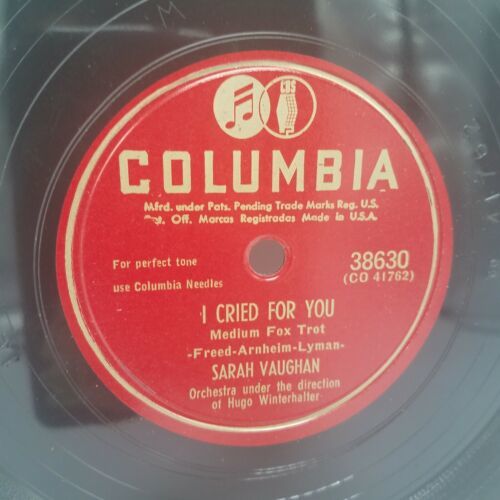 CBS
COLUMBIA
Mfrd. under Pats. Pending Trade Marks Reg. U.S.
Off. Marcas Registradas Made in U.S.A.
For perfect tone
use Columbia Needles
38630
(CO 41762)
I CRIED FOR YOU
Medium Fox Trot
-Freed-Arnheim-Lyman-
SARAH VAUGHAN
Orchestra under the direction
of Hugo Winterhalter